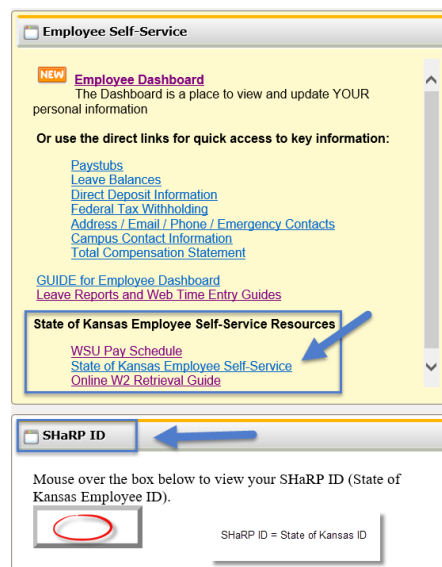 Employee Self-Service
NEW Employee Dashboard
The Dashboard is a place to view and update YOUR
personal information
Or use the direct links for quick access to key information:
Paystubs
Leave Balances
Direct Deposit Information
Federal Tax Withholding
Address / Email / Phone / Emergency Contacts
Campus Contact Information
Total Compensation Statement
GUIDE for Employee Dashboard
Leave Reports and Web Time Entry Guides
State of Kansas Employee Self-Service Resources
WSU Pay Schedule
State of Kansas Employee Self-Service
Online W2 Retrieval Guide
SHaRP ID
Mouse over the box below to view your SHaRP ID (State of
Kansas Employee ID).
SHaRP ID = State of Kansas ID